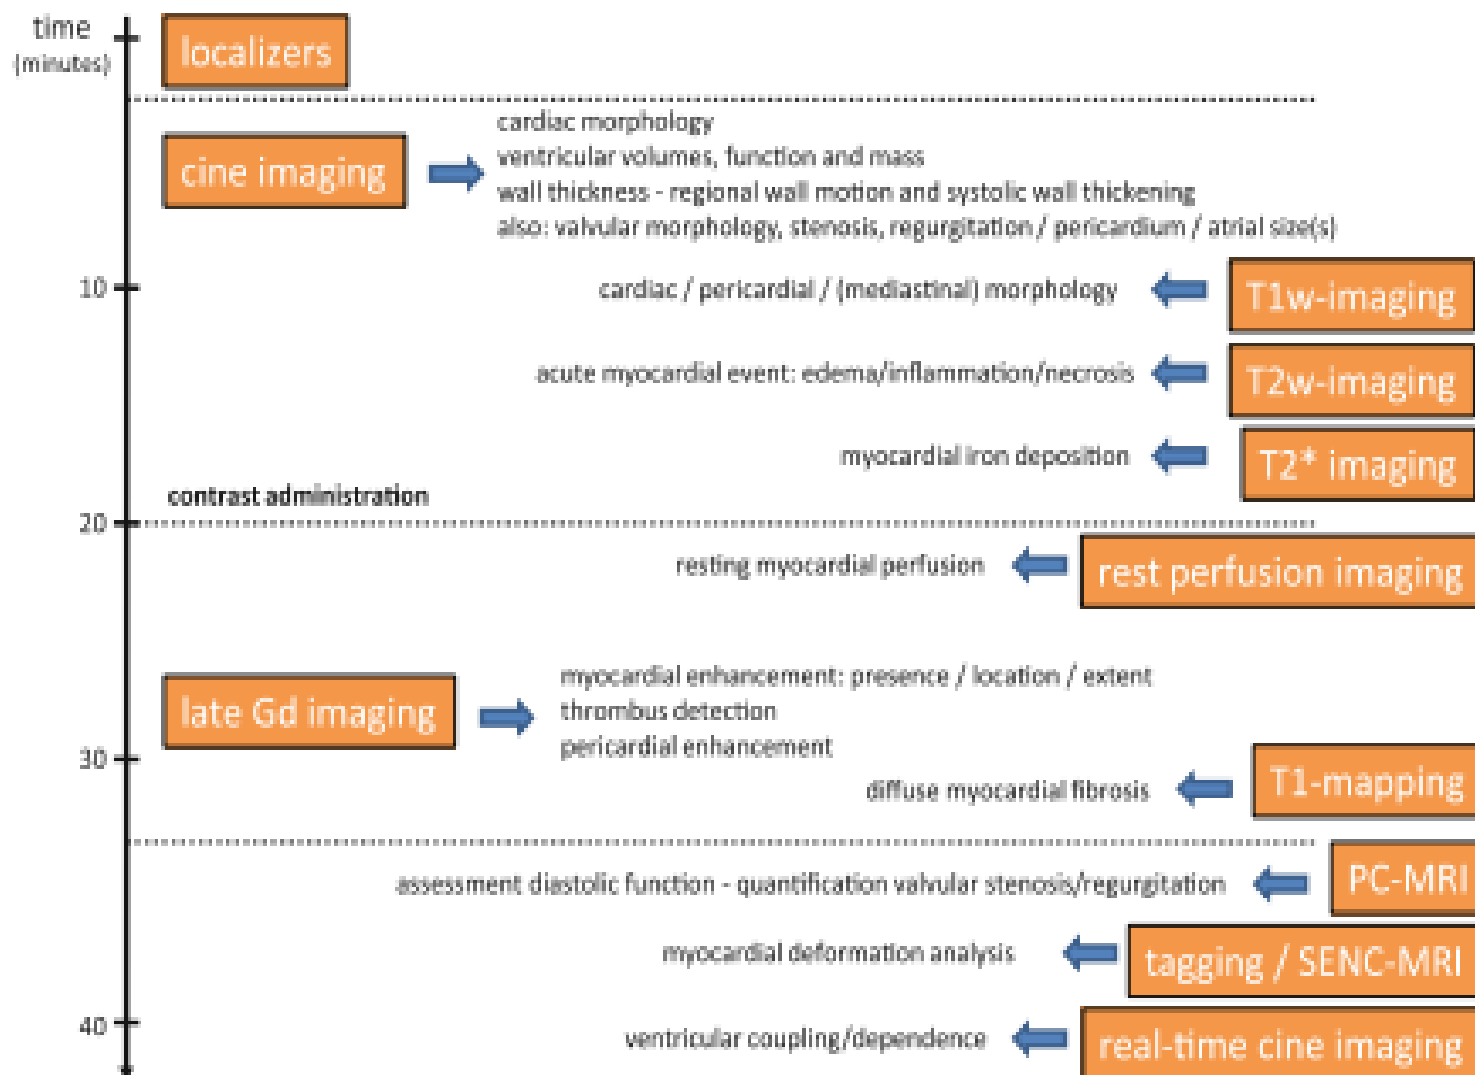 time
(minutes)
localizers
cardiac morphology
cine imaging
ventricular volumes, function and mass
wall thickness - regional wall motion and systolic wall thickening
also: valvular morphology, stenosis, regurgitation / pericardium / atrial size(s)
10
cardiac / pericardial / (mediastinal) morphology
T1w-imaging
acute myocardial event: edema/inflammation/necrosis
T2w-imaging
myocardial iron deposition
T2* imaging
contrast administration
20
resting myocardial perfusion
rest perfusion imaging
late Gd imaging
myocardial enhancement: presence / location / extent
thrombus detection
pericardial enhancement
30
diffuse myocardial fibrosis
T1-mapping
assessment diastolic function - quantification valvular stenosis/regurgitation
PC-MRI
myocardial deformation analysis
tagging / SENC-MRI
40
ventricular coupling/dependence
real-time cine imaging